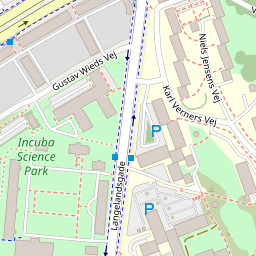 Gustav Wieds Vej
Niels Jensens Vej
Karl Verners Vej
P
Incuba
Science
Park
Langelandsgade
P